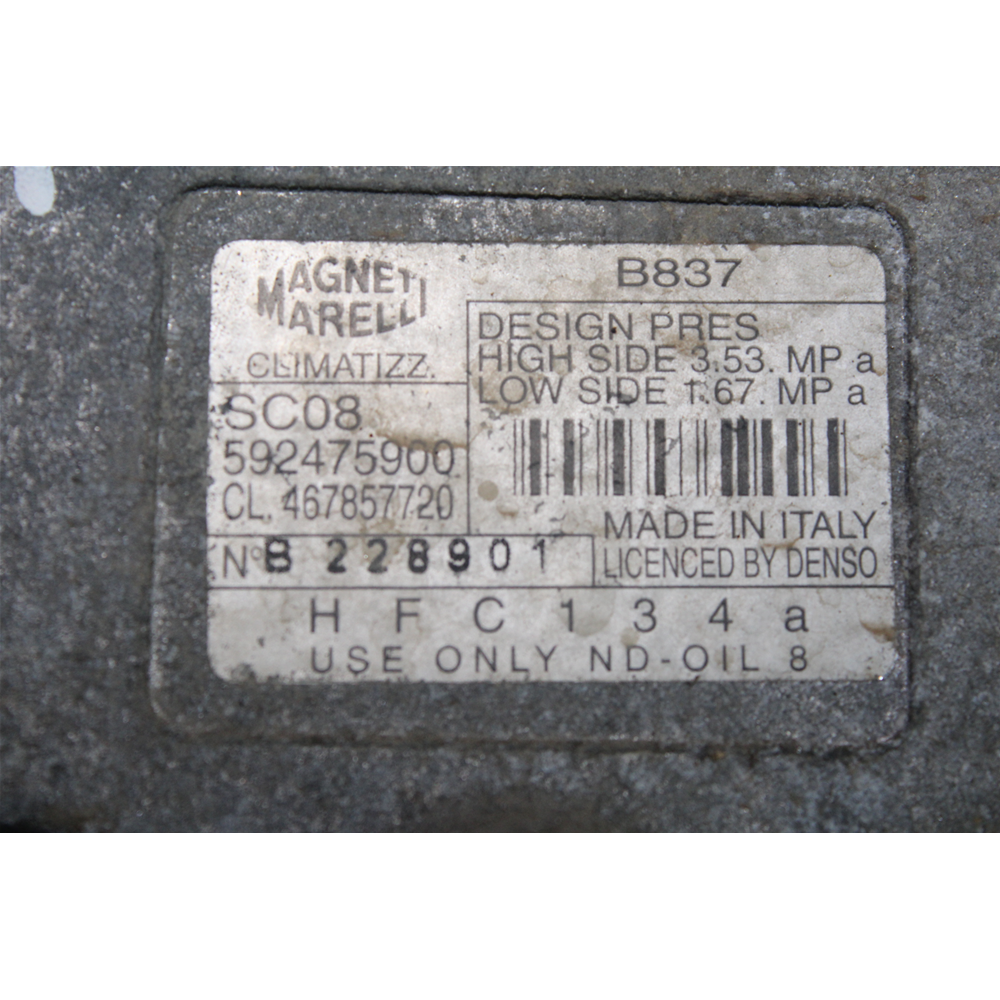 MAGNETI
MARELLI
CLIMATIZZ.
SC08
592475900
CL. 467857720
N° B 228901
B837
DESIGN PRES
HIGH SIDE 3.53. MP a
LOW SIDE 1.67. MP a
MADE IN ITALY
LICENCED BY DENSO
H F C 1 3 4 a
USE ONLY ND-OIL 8